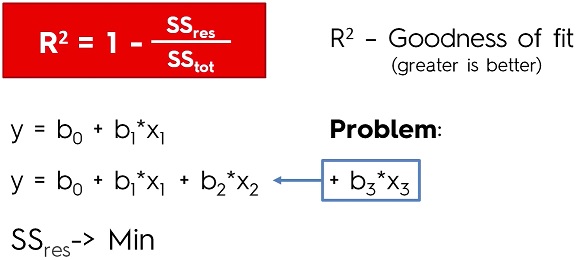 R² = 1 - SSres / SStot
R² – Goodness of fit
(greater is better)
y = b₀ + b₁*x₁
Problem:
y = b₀ + b₁*x₁ + b₂*x₂
+ b₃*x₃
SSres-> Min